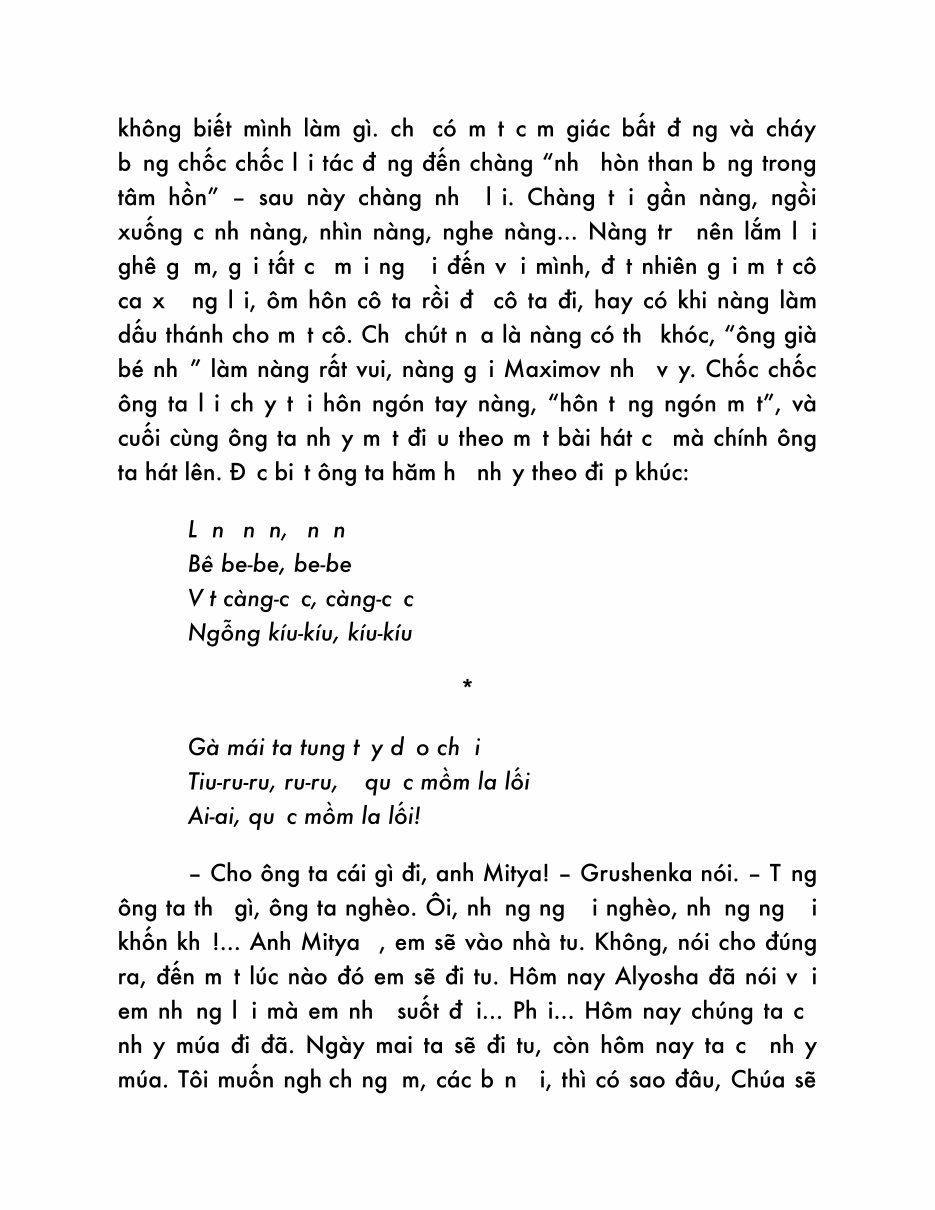 không biết mình làm gì. ch có m t c m giác bất đ ng và cháy
b ng chốc chốc l i tác đ ng đến chàng “nh hòn than b ng trong
tâm hồn” – sau này chàng nh l i. Chàng t i gần nàng, ngồi
xuống c nh nàng, nhìn nàng, nghe nàng... Nàng tr nên lắm l i
ghê g m, g i tất c m i ng i đến v i mình, đ t nhiên g i m t cô
ca x ng l i, ôm hôn cô ta rồi đ cô ta đi, hay có khi nàng làm
dấu thánh cho m t cô. Ch chút n a là nàng có th khóc, “ông già
bé nh ” làm nàng rất vui, nàng g i Maximov nh v y. Chốc chốc
ông ta l i ch y t i hôn ngón tay nàng, “hôn t ng ngón m t”, và
cuối cùng ông ta nh y m t đi u theo m t bài hát c mà chính ông
ta hát lên. Đ c bi t ông ta hăm h nh y theo đi p khúc:
L n n n, n n
Bê be-be, be-be
V t càng-c c, càng-c c
Ngỗng kíu-kíu, kíu-kíu
*
Gà mái ta tung t y d o ch i
Tiu-ru-ru, ru-ru, qu c mồm la lối
Ai-ai, qu c mồm la lối!
– Cho ông ta cái gì đi, anh Mitya! – Grushenka nói. – T ng
ông ta th gì, ông ta nghèo. Ôi, nh ng ng i nghèo, nh ng ng i
khốn kh !... Anh Mitya , em sẽ vào nhà tu. Không, nói cho đúng
ra, đến m t lúc nào đó em sẽ đi tu. Hôm nay Alyosha đã nói v i
em nh ng l i mà em nh suốt đ i... Ph i... Hôm nay chúng ta c
nh y múa đi đã. Ngày mai ta sẽ đi tu, còn hôm nay ta c nh y
múa. Tôi muốn ngh ch ng m, các b n i, thì có sao đâu, Chúa sẽ